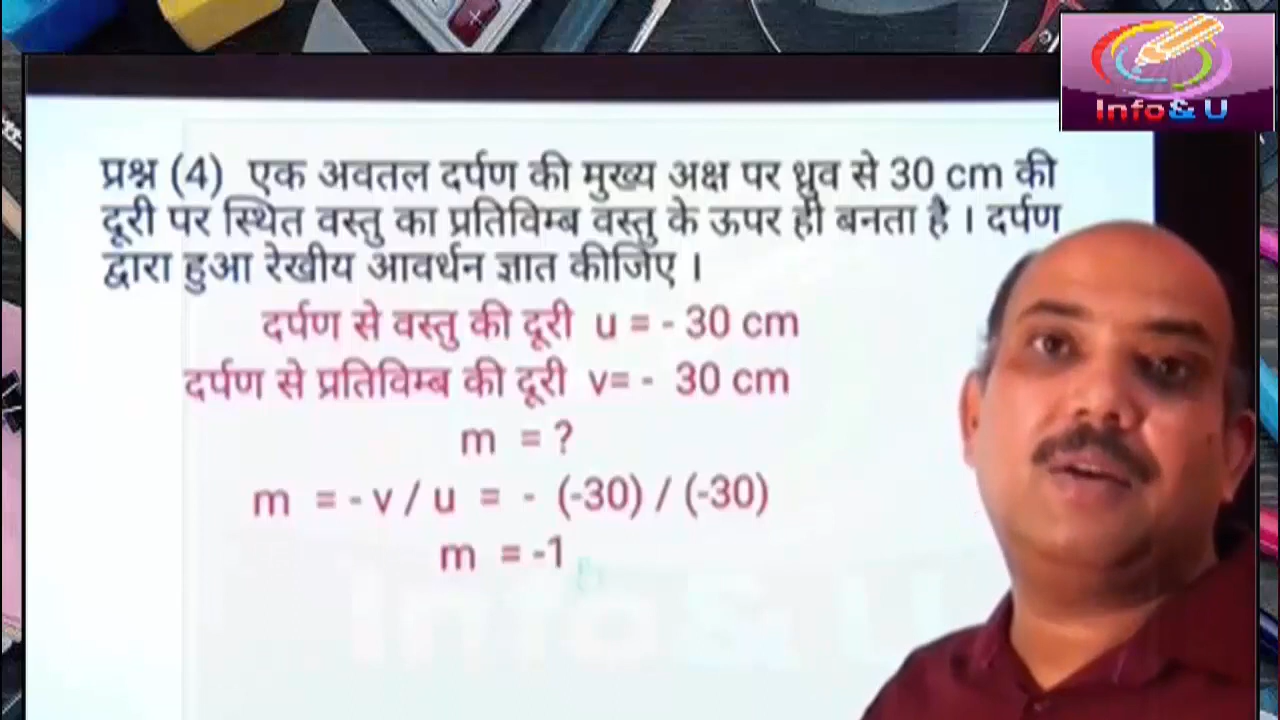 Info& U
प्रश्न (4) एक अवतल दर्पण की मुख्य अक्ष पर ध्रुव से 30 cm की
दूरी पर स्थित वस्तु का प्रतिविम्ब वस्तु के ऊपर ही बनता है । दर्पण
द्वारा हुआ रेखीय आवर्धन ज्ञात कीजिए ।
दर्पण से वस्तु की दूरी u = - 30 cm
दर्पण से प्रतिविम्ब की दूरी v= - 30 cm
m = ?
m = - v / u = - (-30) / (-30)
m = -1
Info & U